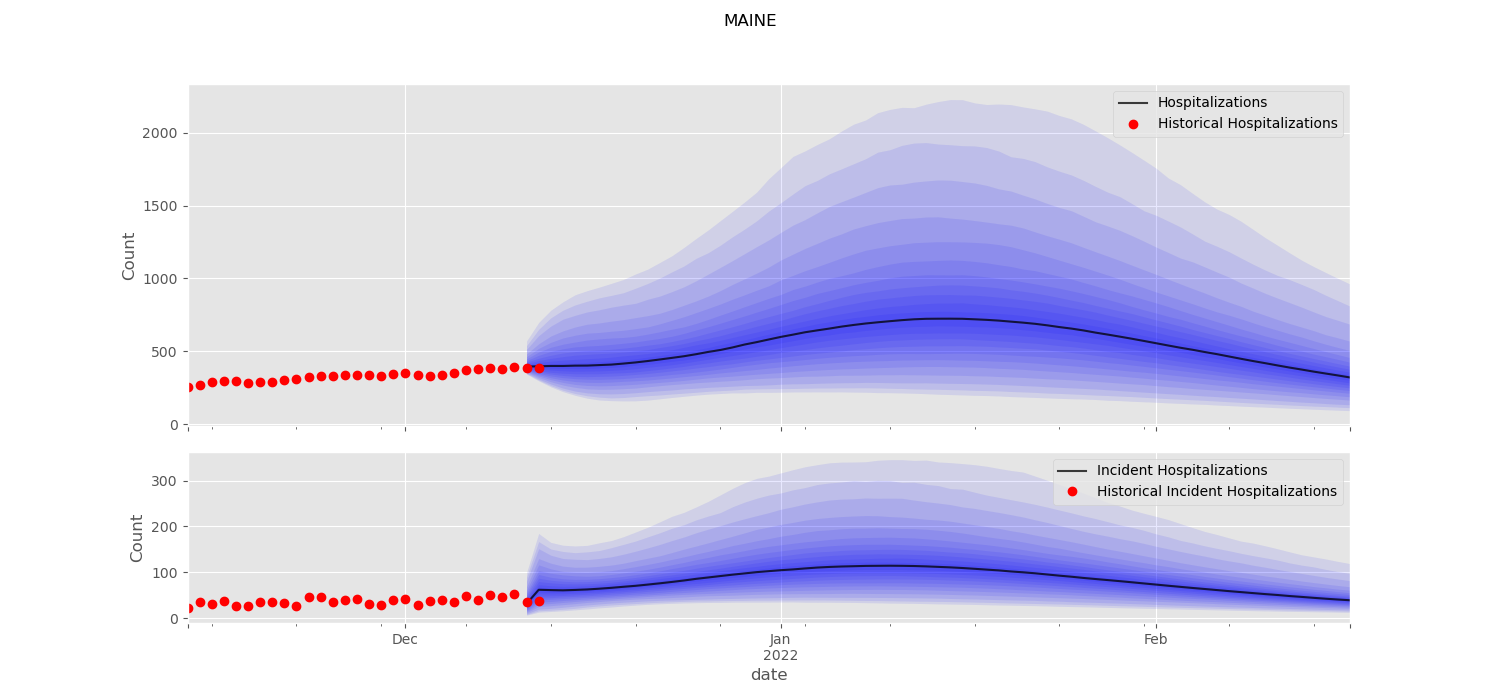 MAINE
Hospitalizations
Historical Hospitalizations
2000
1500
1000
500
0
Count
Incident Hospitalizations
Historical Incident Hospitalizations
300
200
100
0
Count
Dec
Jan
2022
Feb
date